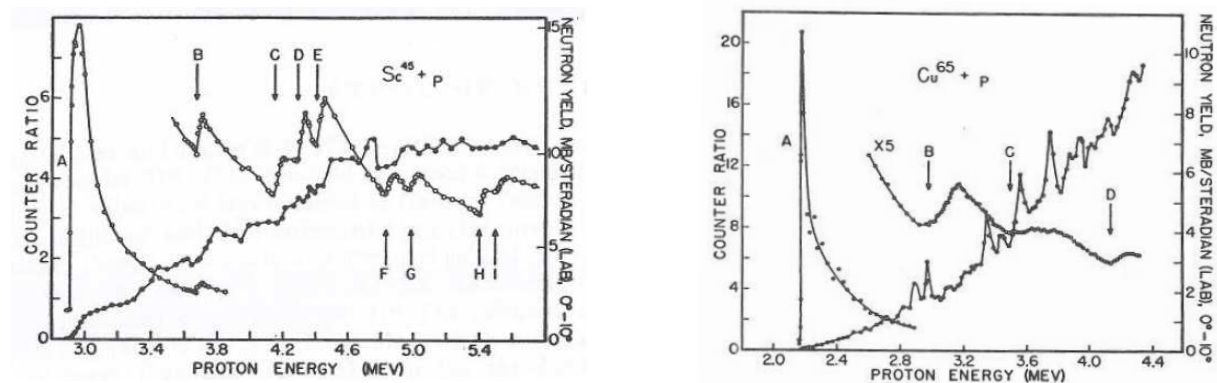 B C D E
Sc45 + P
A
F G H I
6
4
2
0
COUNTER RATIO
15
10
5
0
NEUTRON YIELD, MB/STERADIAN (LAB), 0°-10°
3.0 3.4 3.8 4.2 4.6 5.0 5.4
PROTON ENERGY (MEV)
Cu65 + P
A
X5
B
C
D
20
16
12
8
4
0
COUNTER RATIO
10
8
6
4
2
0
NEUTRON YIELD, MB/STERADIAN (LAB), 0°-10°
2.0 2.4 2.8 3.2 3.6 4.0 4.4
PROTON ENERGY (MEV)